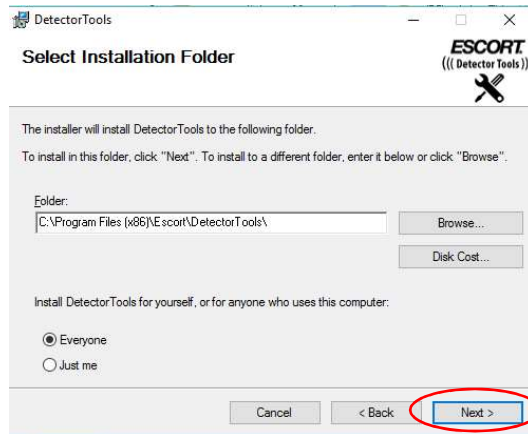 DetectorTools
Select Installation Folder
ESCORT
((( Detector Tools ))
The installer will install DetectorTools to the following folder.
To install in this folder, click "Next". To install to a different folder, enter it below or click "Browse".
Folder:
C:\Program Files (x86)\Escort\DetectorTools\
Browse...
Disk Cost...
Install DetectorTools for yourself, or for anyone who uses this computer:
Everyone
Just me
Cancel
< Back
Next >